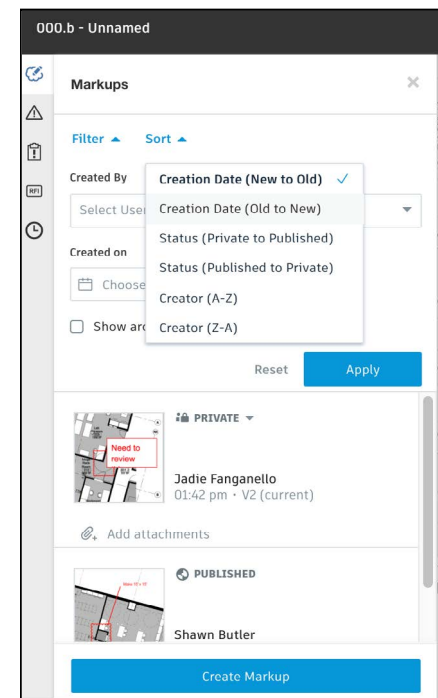 000.b - Unnamed
Markups
Filter Sort
Created By
Select User
Creation Date (New to Old)
Creation Date (Old to New)
Status (Private to Published)
Status (Published to Private)
Creator (A-Z)
Creator (Z-A)
Created on
Choose
Show arc
Reset Apply
RFI
PRIVATE
Need to
review
Jadie Fanganello
01:42 pm · V2 (current)
Add attachments
PUBLISHED
Shawn Butler
Create Markup